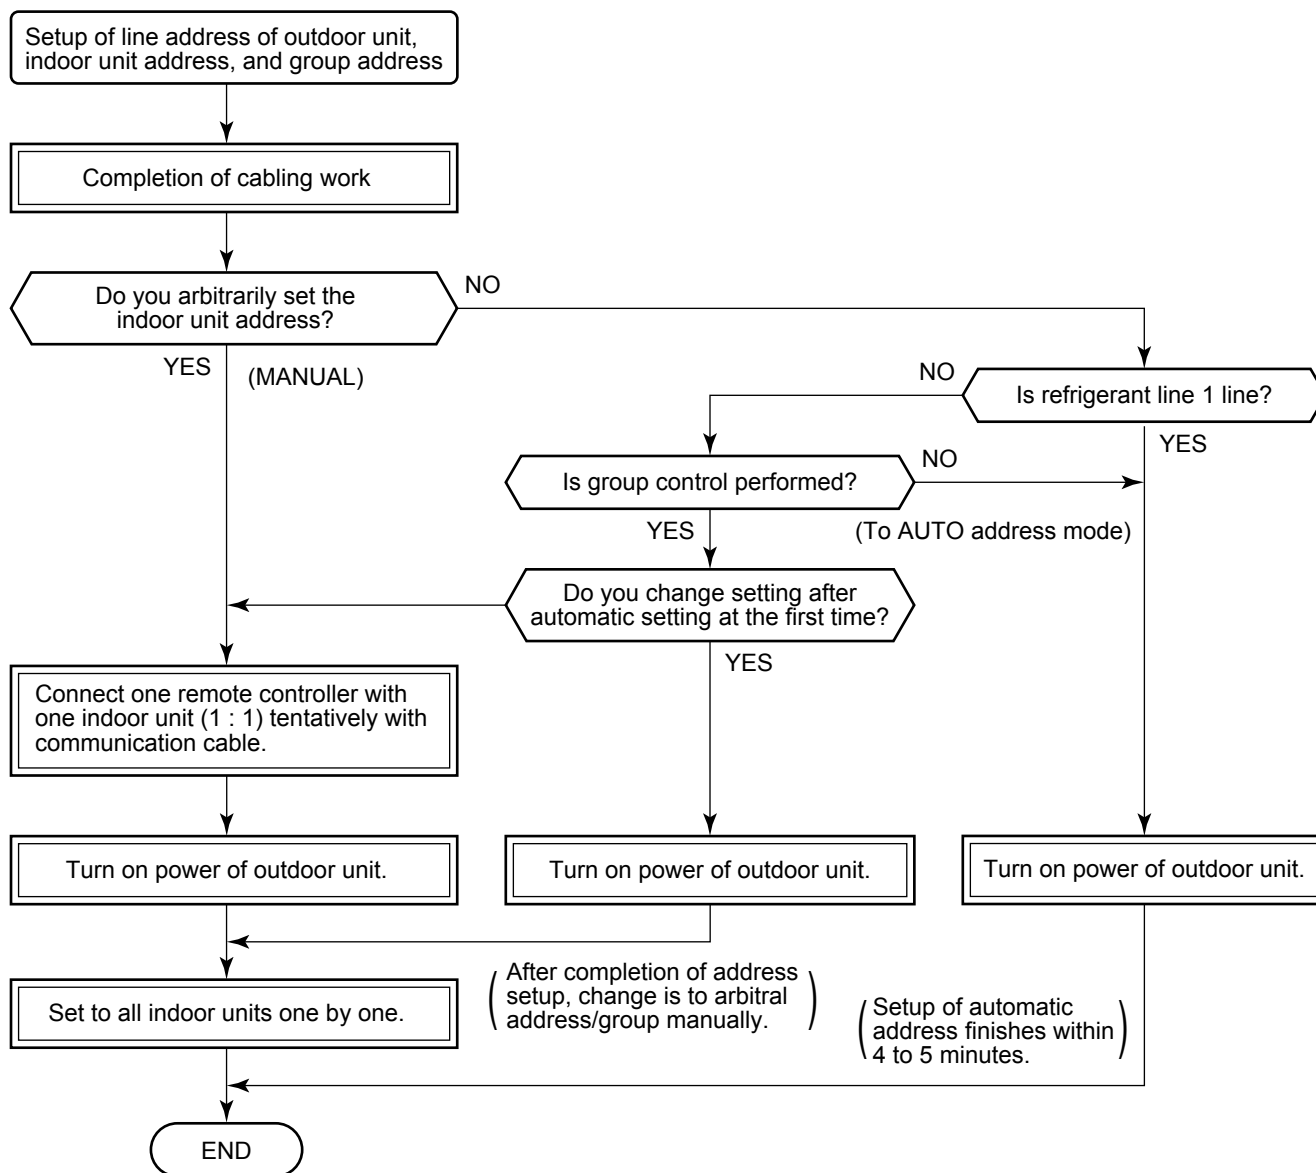 Setup of line address of outdoor unit,
indoor unit address, and group address
Completion of cabling work
Do you arbitrarily set the
indoor unit address?
NO
YES
(MANUAL)
NO
Is refrigerant line 1 line?
YES
Is group control performed?
NO
YES
(To AUTO address mode)
Do you change setting after
automatic setting at the first time?
YES
Connect one remote controller with
one indoor unit (1 : 1) tentatively with
communication cable.
Turn on power of outdoor unit.
Turn on power of outdoor unit.
Turn on power of outdoor unit.
(After completion of address
setup, change is to arbitral
address/group manually.)
(Setup of automatic
address finishes within
4 to 5 minutes.)
Set to all indoor units one by one.
END